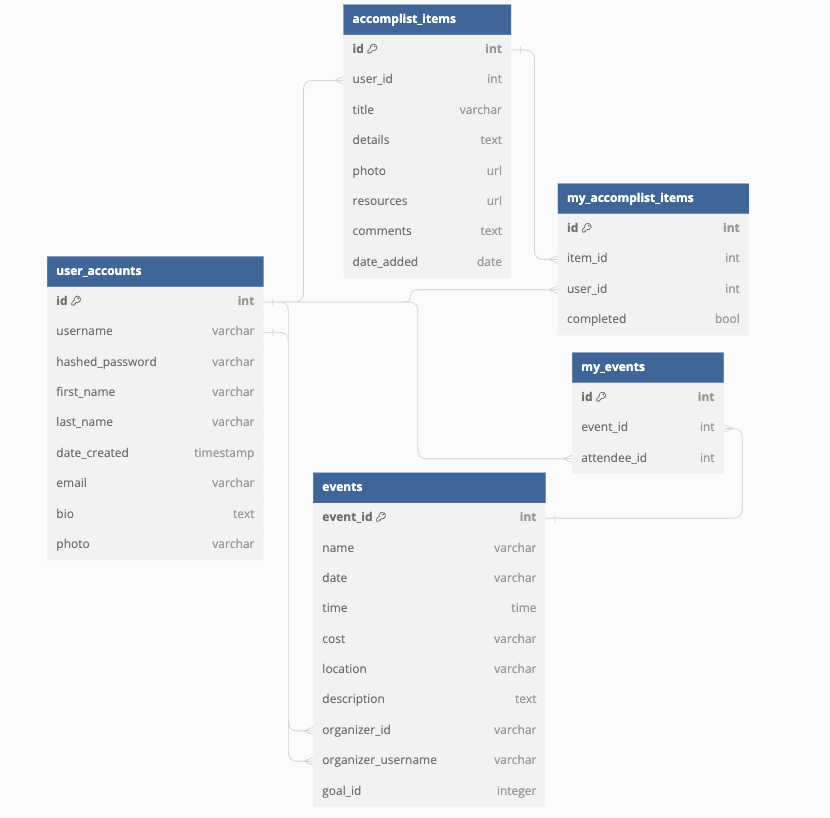 accomplist_items
id int
user_id int
title varchar
details text
photo url
resources url
comments text
date_added date
my_accomplist_items
id int
item_id int
user_id int
completed bool
user_accounts
id int
username varchar
hashed_password varchar
first_name varchar
last_name varchar
date_created timestamp
email varchar
bio text
photo varchar
my_events
id int
event_id int
attendee_id int
events
event_id int
name varchar
date varchar
time time
cost varchar
location varchar
description text
organizer_id varchar
organizer_username varchar
goal_id integer